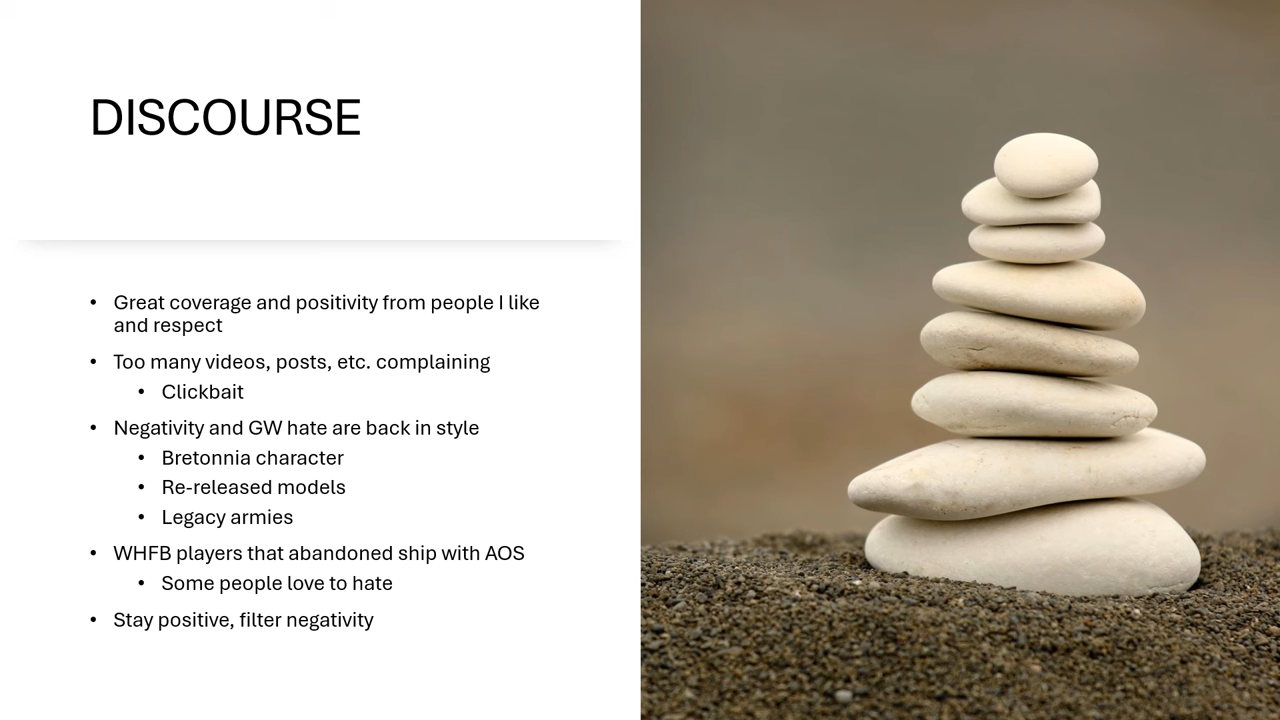 DISCOURSE
• Great coverage and positivity from people I like
and respect
• Too many videos, posts, etc. complaining
• Clickbait
• Negativity and GW hate are back in style
• Bretonnia character
• Re-released models
• Legacy armies
• WHFB players that abandoned ship with AOS
• Some people love to hate
• Stay positive, filter negativity